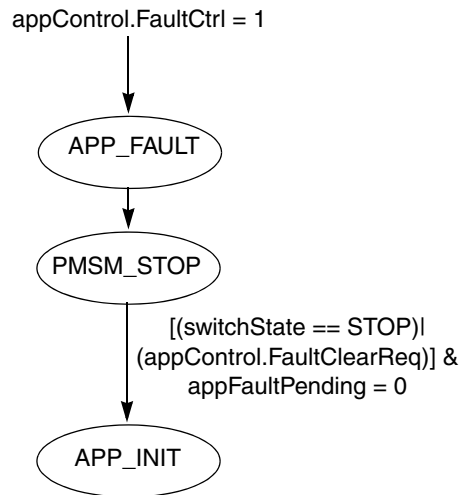 appControl.FaultCtrl = 1
APP_FAULT
PMSM_STOP
[(switchState == STOP)|
(appControl.FaultClearReq)] &
appFaultPending = 0
APP_INIT